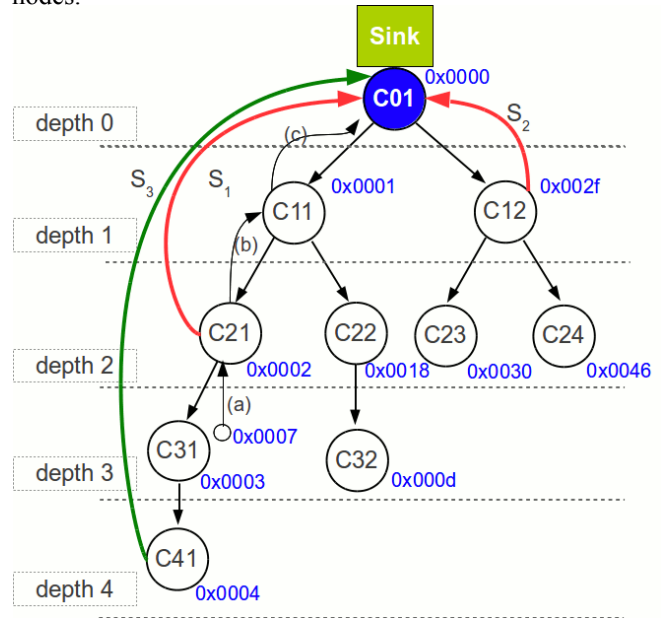 nodes.
Sink
0x0000
C01
depth 0
(c)
S2
S3
S1
0x0001
0x002f
C11
C12
depth 1
(b)
C21
C22
C23
C24
depth 2
0x0002
0x0018
0x0030
0x0046
(a)
0x0007
C31
C32
depth 3
0x0003
0x000d
C41
depth 4
0x0004